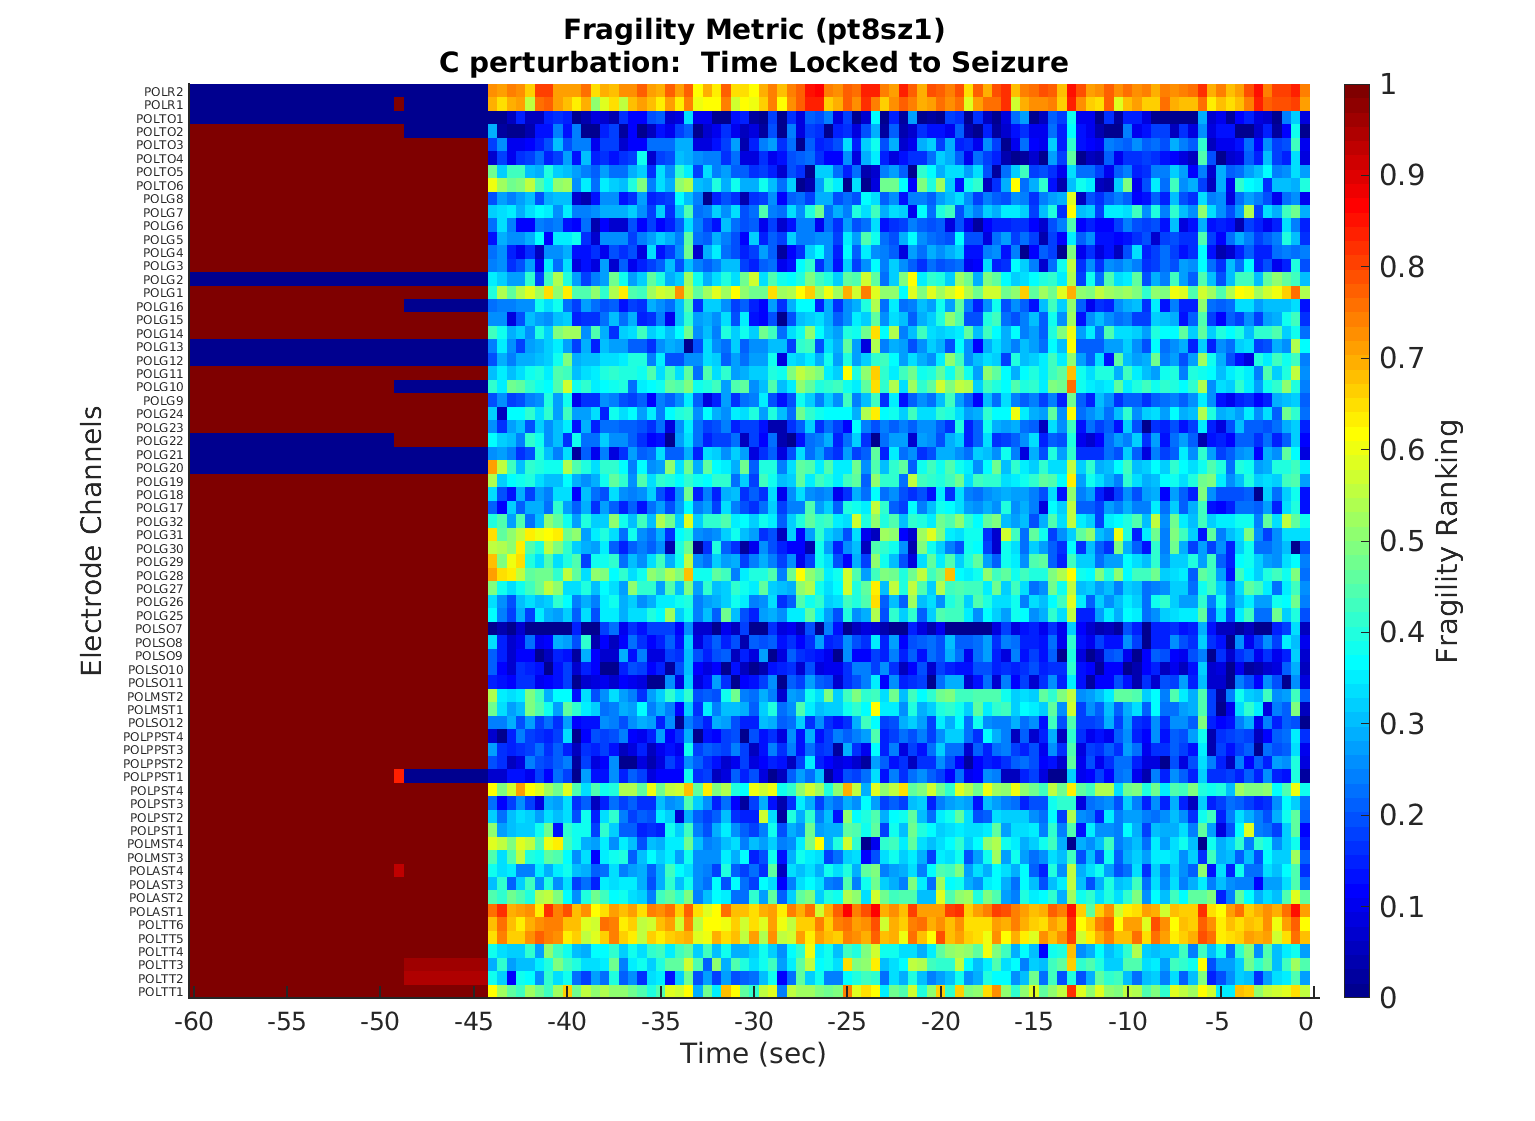 Fragility Metric (pt8sz1)
C perturbation:  Time Locked to Seizure
POLR2
POLR1
POLTO1
POLTO2
POLTO3
POLTO4
POLTO5
POLTO6
POLG8
POLG7
POLG6
POLG5
POLG4
POLG3
POLG2
POLG1
POLG16
POLG15
POLG14
POLG13
POLG12
POLG11
POLG10
POLG9
POLG24
POLG23
POLG22
POLG21
POLG20
POLG19
POLG18
POLG17
POLG32
POLG31
POLG30
POLG29
POLG28
POLG27
POLG26
POLG25
POLSO7
POLSO8
POLSO9
POLSO10
POLSO11
POLMST2
POLMST1
POLSO12
POLPPST4
POLPPST3
POLPPST2
POLPPST1
POLPST4
POLPST3
POLPST2
POLPST1
POLMST4
POLMST3
POLAST4
POLAST3
POLAST2
POLAST1
POLTT6
POLTT5
POLTT4
POLTT3
POLTT2
POLTT1
Electrode Channels
-60 -55 -50 -45 -40 -35 -30 -25 -20 -15 -10 -5 0
Time (sec)
1
0.9
0.8
0.7
0.6
0.5
0.4
0.3
0.2
0.1
0
Fragility Ranking